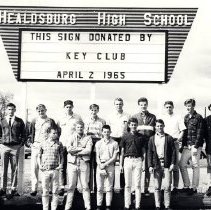 Healdsburg High School
THIS SIGN DONATED BY
KEY CLUB
APRIL 2 1965